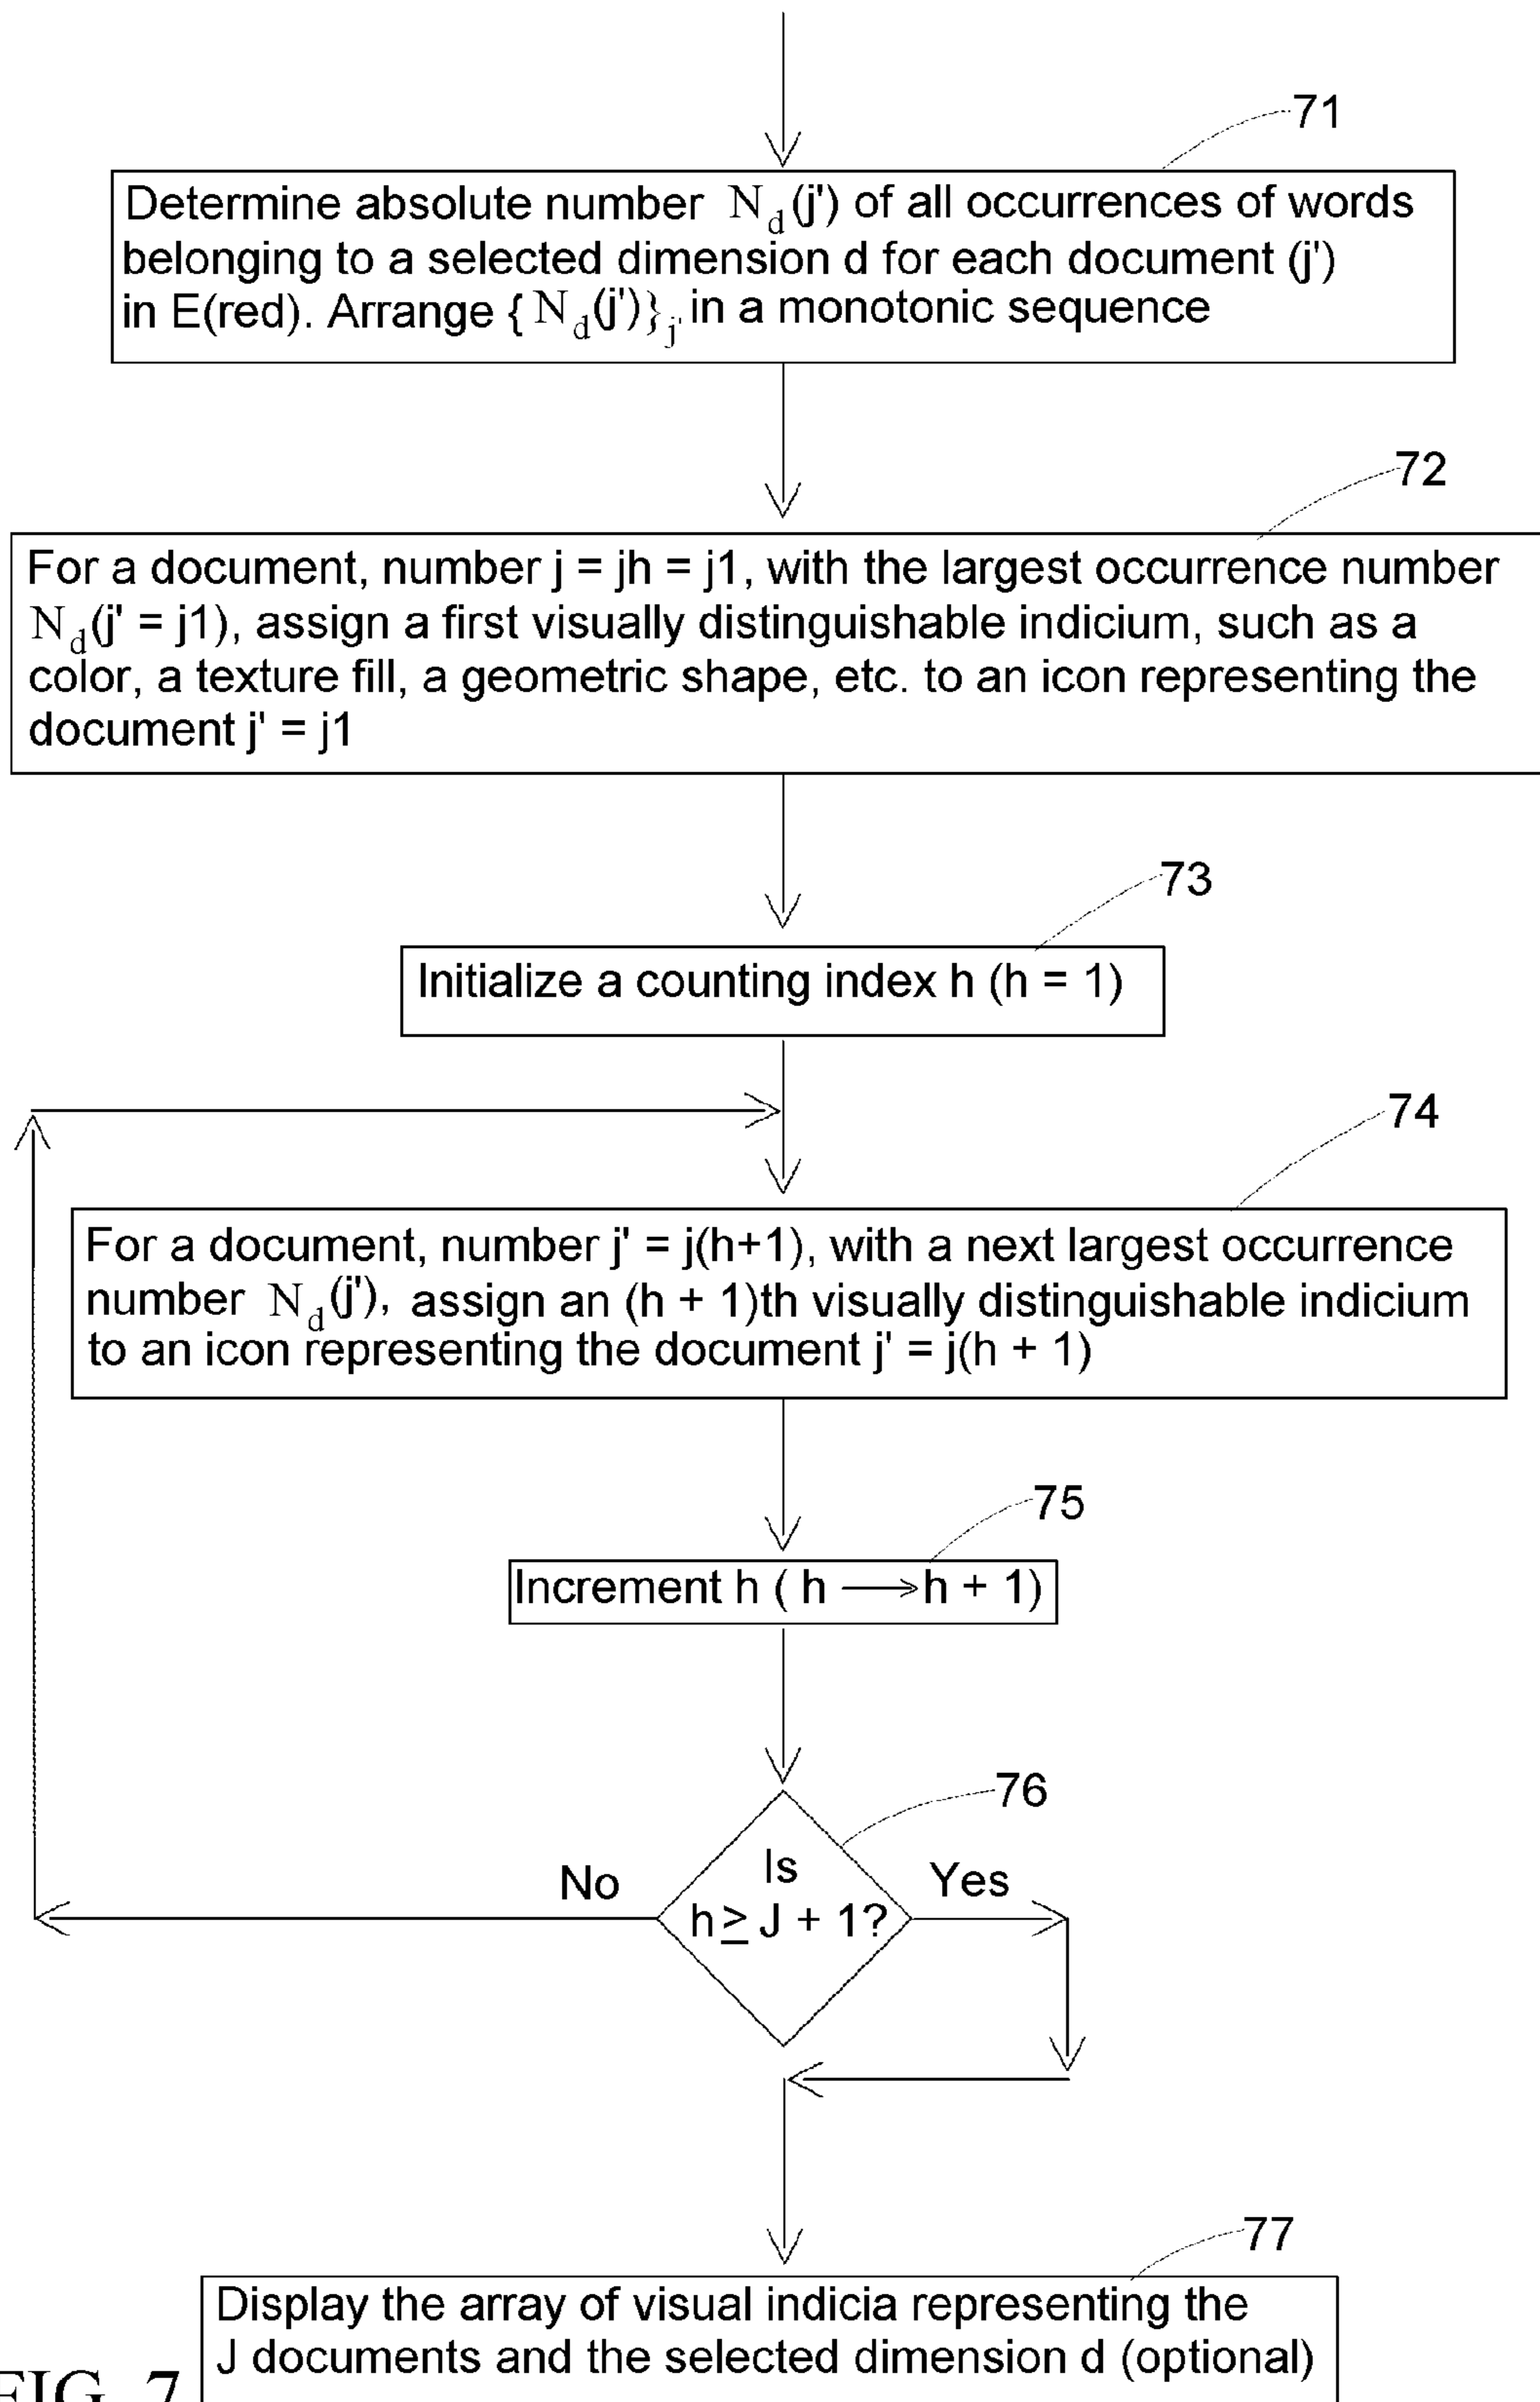 71
Determine absolute number N_d(j') of all occurrences of words
belonging to a selected dimension d for each document (j')
in E(red). Arrange { N_d(j')}_j' in a monotonic sequence
72
For a document, number j = jh = j1, with the largest occurrence number
N_d(j' = j1), assign a first visually distinguishable indicium, such as a
color, a texture fill, a geometric shape, etc. to an icon representing the
document j' = j1
73
Initialize a counting index h (h = 1)
74
For a document, number j' = j(h+1), with a next largest occurrence
number N_d(j'), assign an (h + 1)th visually distinguishable indicium
to an icon representing the document j' = j(h + 1)
75
Increment h ( h ⟶ h + 1)
76
Is
h ≥ J + 1?
No
Yes
77
Display the array of visual indicia representing the
J documents and the selected dimension d (optional)
FIG. 7